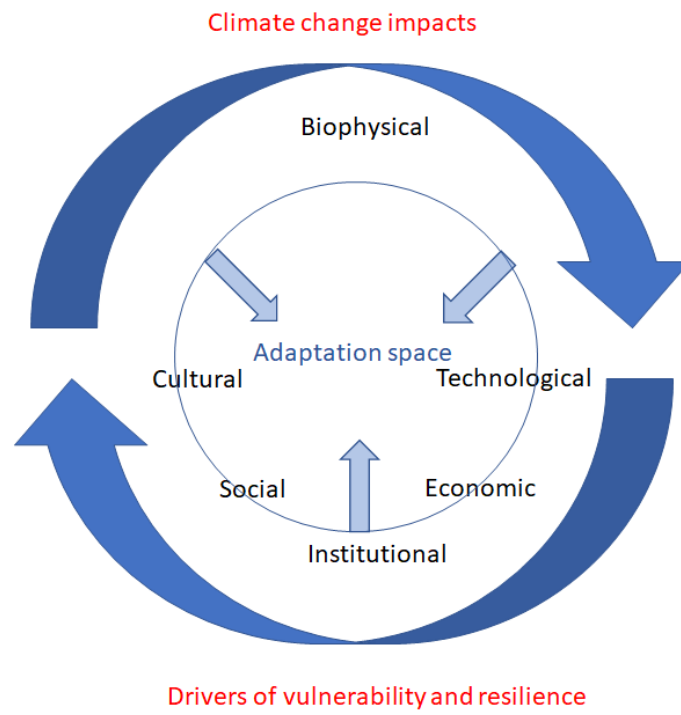 Climate change impacts
Biophysical
Adaptation space
Cultural
Technological
Social
Economic
Institutional
Drivers of vulnerability and resilience